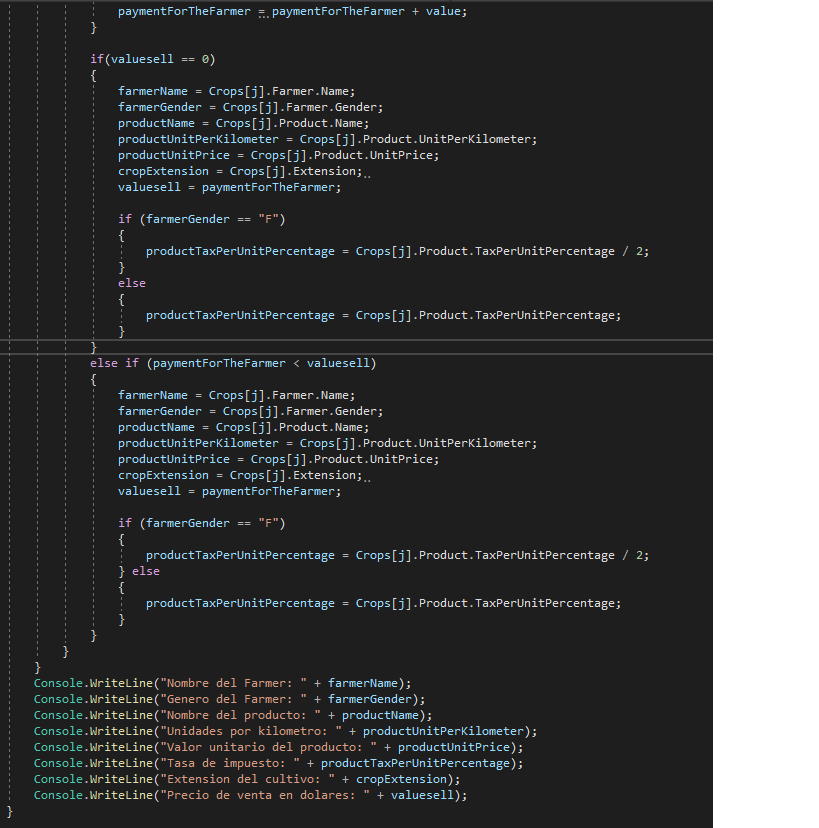 paymentForTheFarmer = paymentForTheFarmer + value;
}
if(valuesell == 0)
{
farmerName = Crops[j].Farmer.Name;
farmerGender = Crops[j].Farmer.Gender;
productName = Crops[j].Product.Name;
productUnitPerKilometer = Crops[j].Product.UnitPerKilometer;
productUnitPrice = Crops[j].Product.UnitPrice;
cropExtension = Crops[j].Extension;
valuesell = paymentForTheFarmer;
if (farmerGender == "F")
{
productTaxPerUnitPercentage = Crops[j].Product.TaxPerUnitPercentage / 2;
}
else
{
productTaxPerUnitPercentage = Crops[j].Product.TaxPerUnitPercentage;
}
}
else if (paymentForTheFarmer < valuesell)
{
farmerName = Crops[j].Farmer.Name;
farmerGender = Crops[j].Farmer.Gender;
productName = Crops[j].Product.Name;
productUnitPerKilometer = Crops[j].Product.UnitPerKilometer;
productUnitPrice = Crops[j].Product.UnitPrice;
cropExtension = Crops[j].Extension;
valuesell = paymentForTheFarmer;
if (farmerGender == "F")
{
productTaxPerUnitPercentage = Crops[j].Product.TaxPerUnitPercentage / 2;
} else
{
productTaxPerUnitPercentage = Crops[j].Product.TaxPerUnitPercentage;
}
}
}
}
Console.WriteLine("Nombre del Farmer: " + farmerName);
Console.WriteLine("Genero del Farmer: " + farmerGender);
Console.WriteLine("Nombre del producto: " + productName);
Console.WriteLine("Unidades por kilometro: " + productUnitPerKilometer);
Console.WriteLine("Valor unitario del producto: " + productUnitPrice);
Console.WriteLine("Tasa de impuesto: " + productTaxPerUnitPercentage);
Console.WriteLine("Extension del cultivo: " + cropExtension);
Console.WriteLine("Precio de venta en dolares: " + valuesell);
}